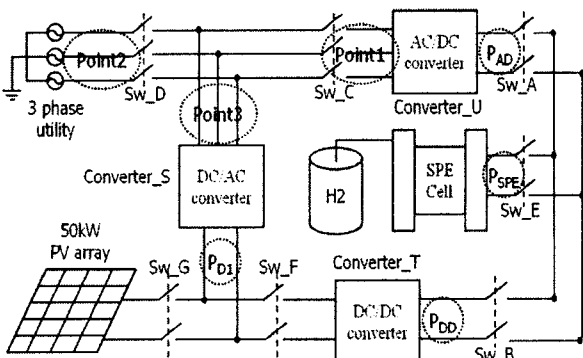 Point2
Point1
AC/DC
converter
P_AD
Sw_A
3 phase
utility
Sw_D
Sw_C
Converter_U
Point3
Converter_S
DC/AC
converter
H2
SPE
Cell
P_SPE
Sw_E
50kW
PV array
Sw_G
P_D1
Sw_F
Converter_T
DC/DC
converter
P_DD
Sw_B